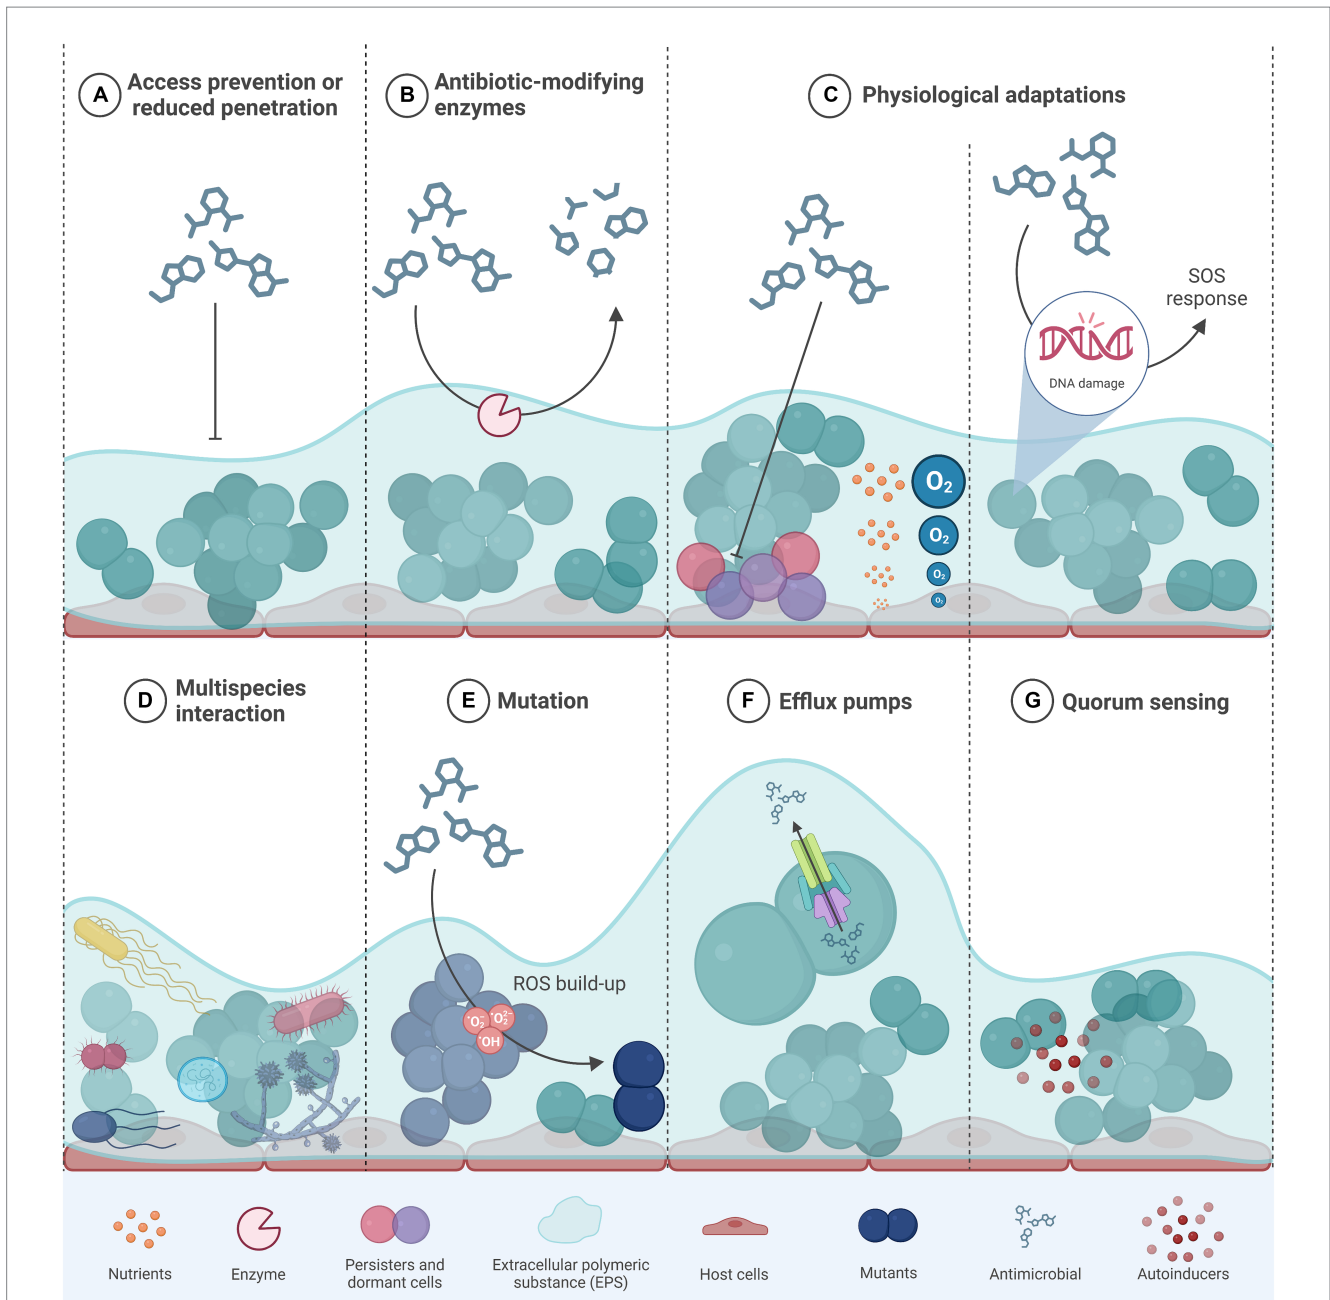 A
Access prevention or
reduced penetration
B
Antibiotic-modifying
enzymes
C
Physiological adaptations
SOS
response
DNA damage
O₂
O₂
O₂
O₂
D
Multispecies
interaction
E
Mutation
F
Efflux pumps
G
Quorum sensing
ROS build-up
•O₂⁻
•O₂²⁻
•OH
Nutrients
Enzyme
Persisters and
dormant cells
Extracellular polymeric
substance (EPS)
Host cells
Mutants
Antimicrobial
Autoinducers